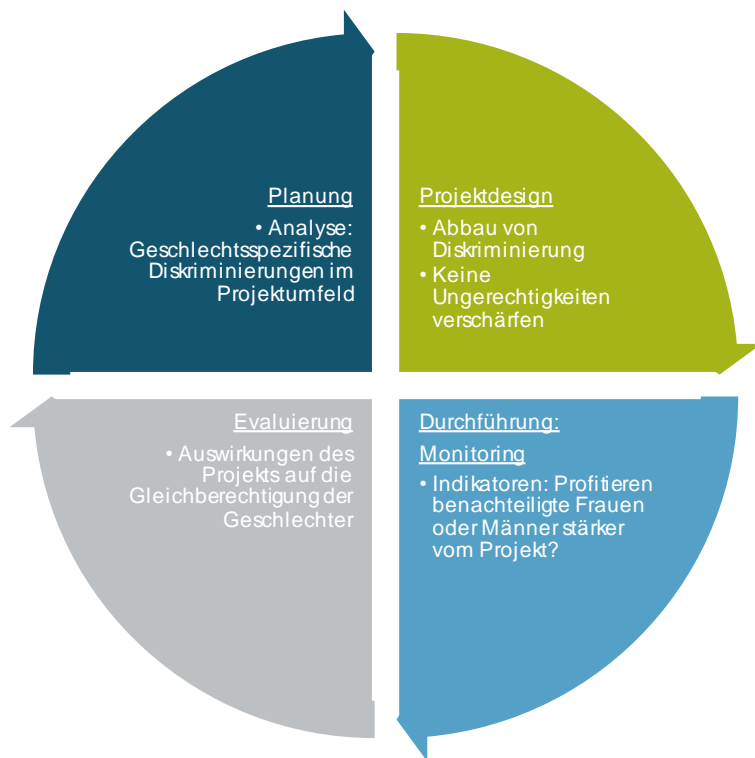 Planung
• Analyse:
Geschlechtsspezifische
Diskriminierungen im
Projektumfeld
Projektdesign
• Abbau von
Diskriminierung
• Keine
Ungerechtigkeiten
verschärfen
Evaluierung
• Auswirkungen des
Projekts auf die
Gleichberechtigung der
Geschlechter
Durchführung:
Monitoring
• Indikatoren: Profitieren
benachteiligte Frauen
oder Männer stärker
vom Projekt?